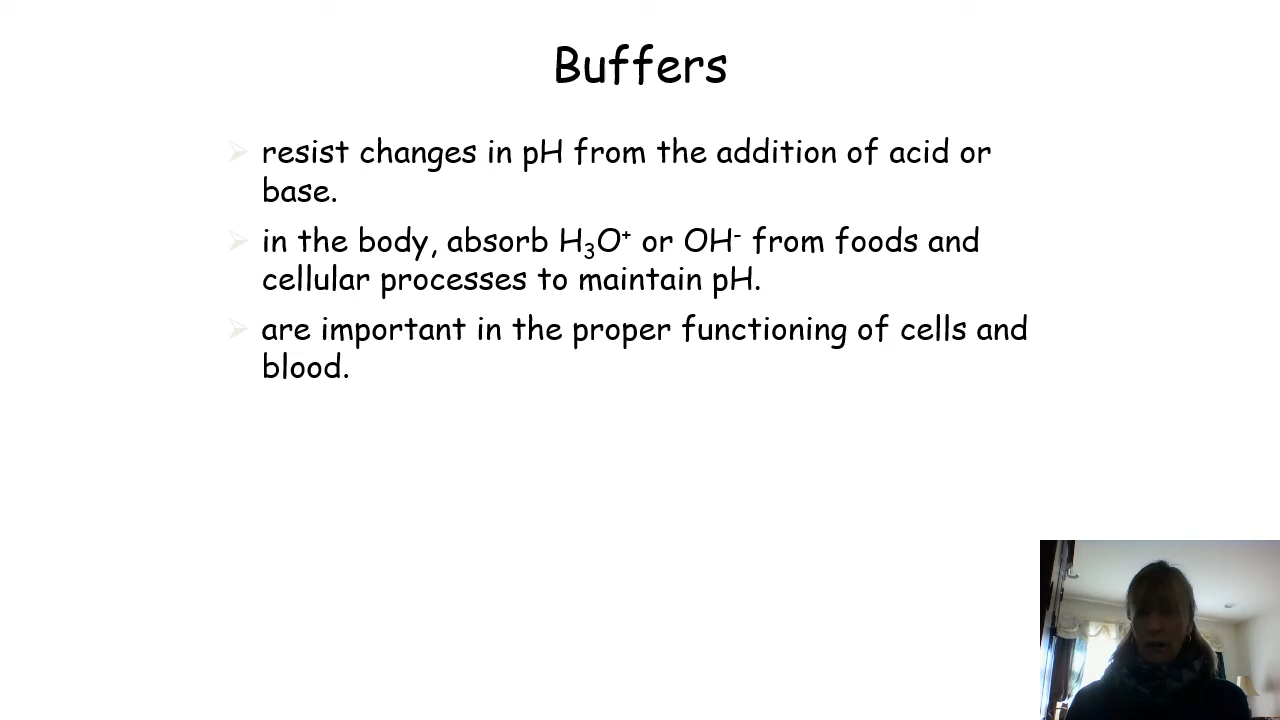 Buffers
resist changes in pH from the addition of acid or
base.
in the body, absorb H₃O⁺ or OH⁻ from foods and
cellular processes to maintain pH.
are important in the proper functioning of cells and
blood.